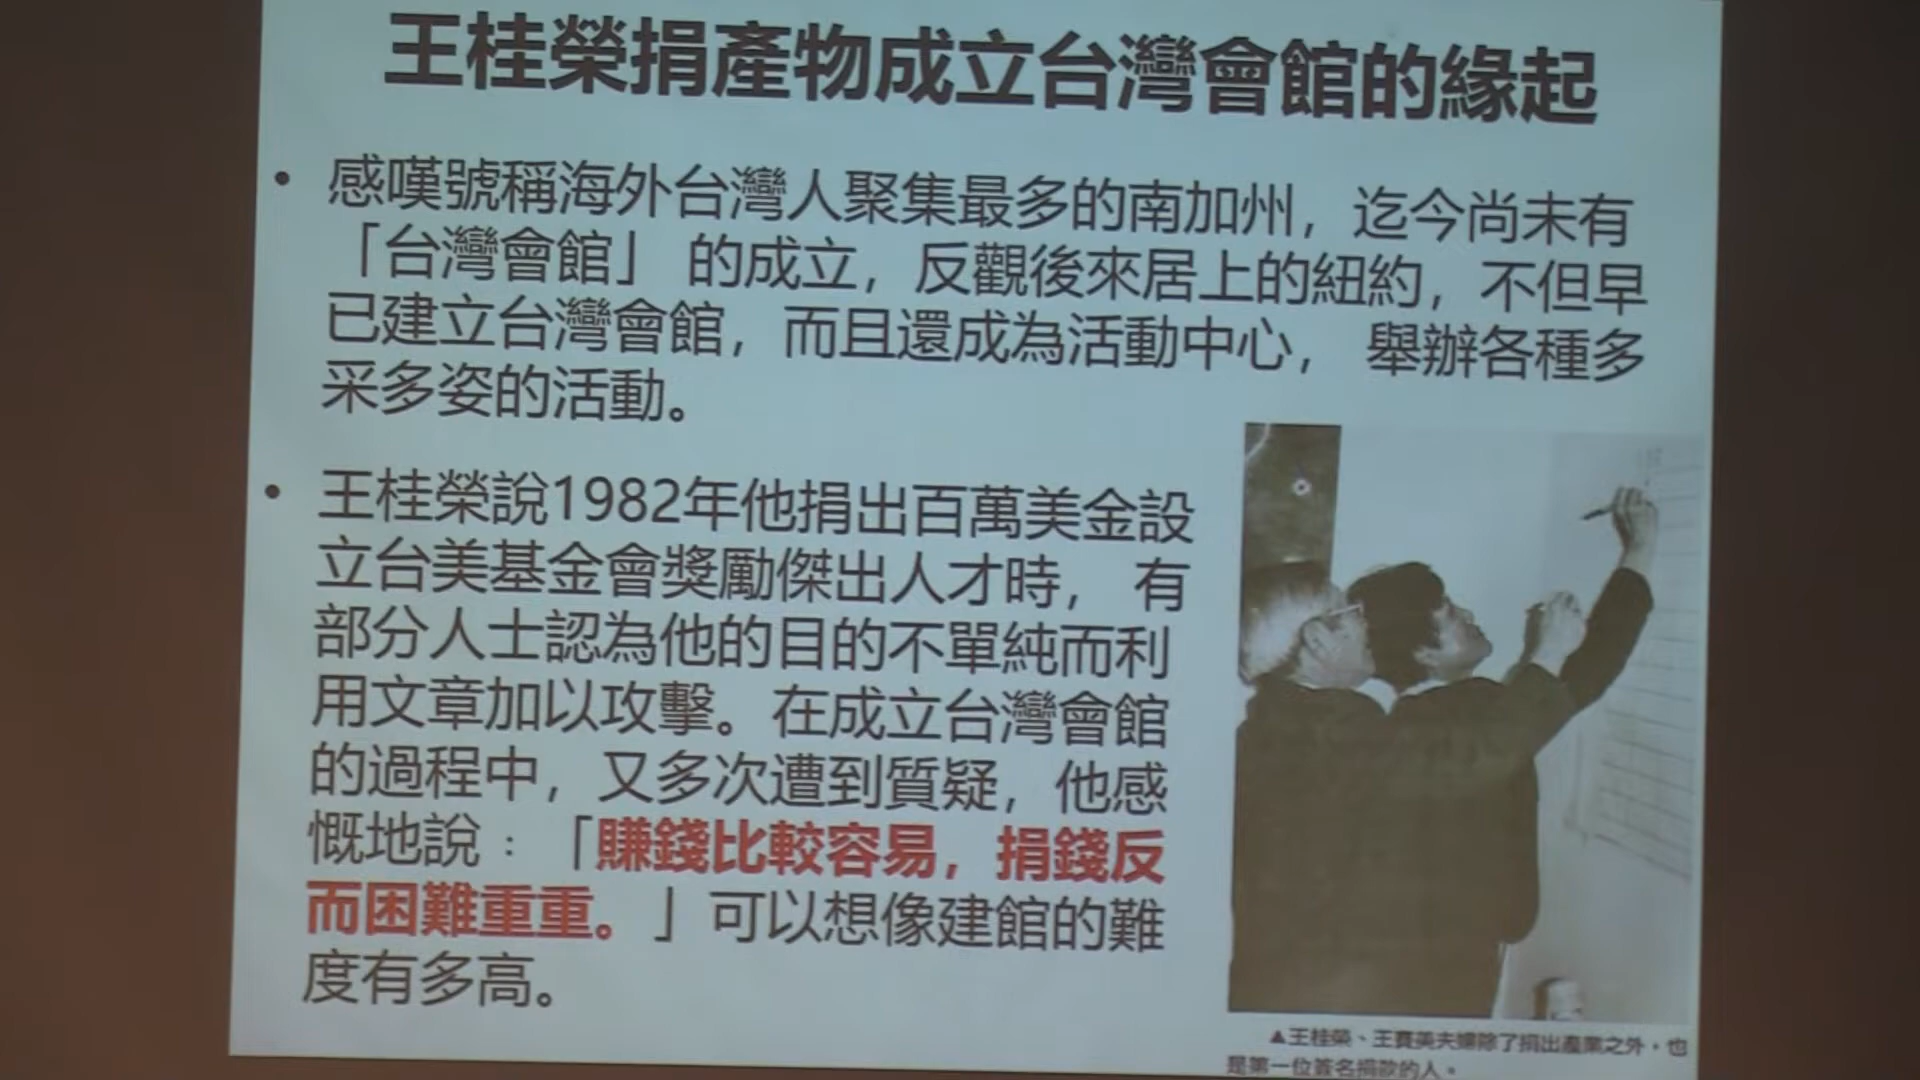 王桂榮捐產物成立台灣會館的緣起
• 感嘆號稱海外台灣人聚集最多的南加州，迄今尚未有
「台灣會館」 的成立，反觀後來居上的紐約，不但早
已建立台灣會館，而且還成為活動中心， 舉辦各種多
采多姿的活動。
• 王桂榮說1982年他捐出百萬美金設
立台美基金會獎勵傑出人才時， 有
部分人士認為他的目的不單純而利
用文章加以攻擊。在成立台灣會館
的過程中，又多次遭到質疑，他感
慨地說：「賺錢比較容易，捐錢反
而困難重重。」可以想像建館的難
度有多高。
▲王桂榮、王賽美夫婦除了捐出產業之外，也
是第一位簽名捐款的人。